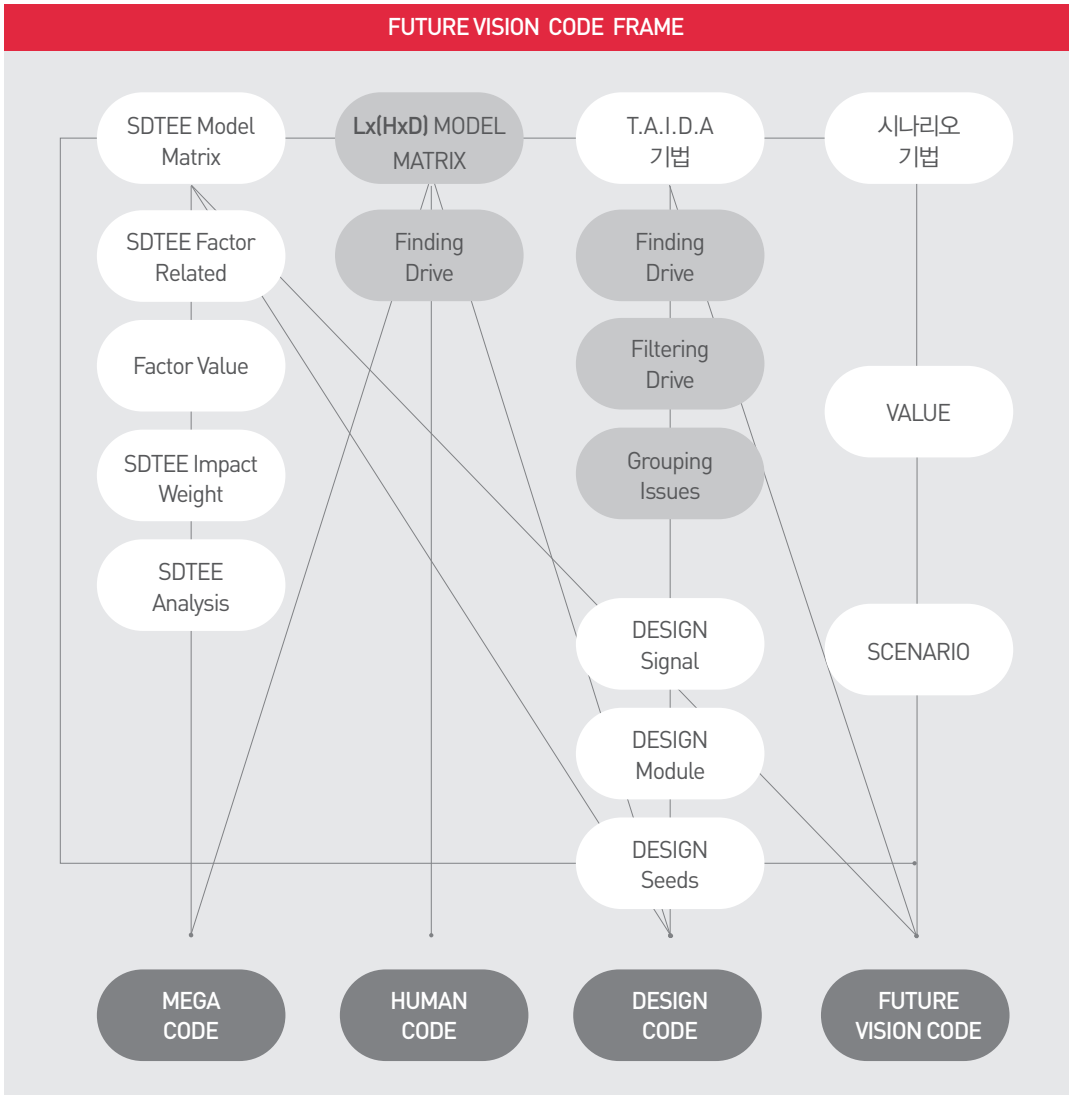 FUTURE VISION CODE FRAME
SDTEE Model
Matrix
Lx(HxD) MODEL
MATRIX
T.A.I.D.A
기법
시나리오
기법
SDTEE Factor
Related
Finding
Drive
Finding
Drive
Factor Value
Filtering
Drive
VALUE
SDTEE Impact
Weight
Grouping
Issues
SDTEE
Analysis
DESIGN
Signal
SCENARIO
DESIGN
Module
DESIGN
Seeds
MEGA
CODE
HUMAN
CODE
DESIGN
CODE
FUTURE
VISION CODE